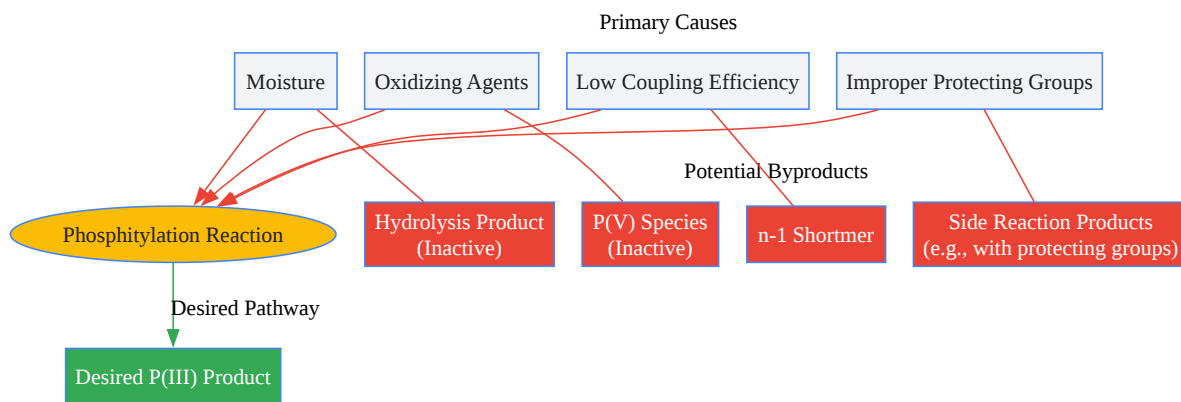 Primary Causes
Moisture
Oxidizing Agents
Low Coupling Efficiency
Improper Protecting Groups
Potential Byproducts
Phosphitylation Reaction
Hydrolysis Product
(Inactive)
P(V) Species
(Inactive)
n-1 Shortmer
Side Reaction Products
(e.g., with protecting groups)
Desired Pathway
Desired P(III) Product